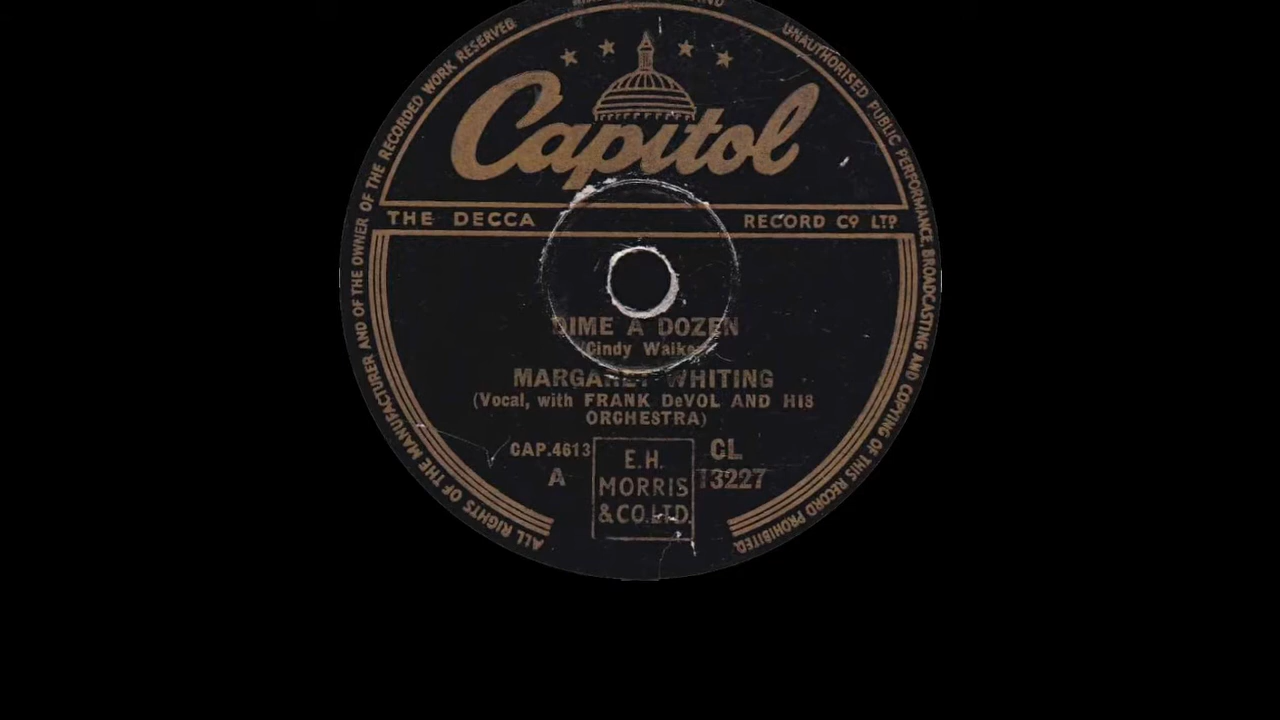 ALL RIGHTS OF THE MANUFACTURER AND OF THE OWNER OF THE RECORDED WORK RESERVED
UNAUTHORISED PUBLIC PERFORMANCE, BROADCASTING AND COPYING OF THIS RECORD PROHIBITED.
Capitol
THE DECCA RECORD CO LTD
DIME A DOZEN
(Cindy Walker)
MARGARET WHITING
(Vocal, with FRANK DeVOL AND HIS
ORCHESTRA)
CAP.4613
A
E.H.
MORRIS
& CO.LTD.
CL
13227